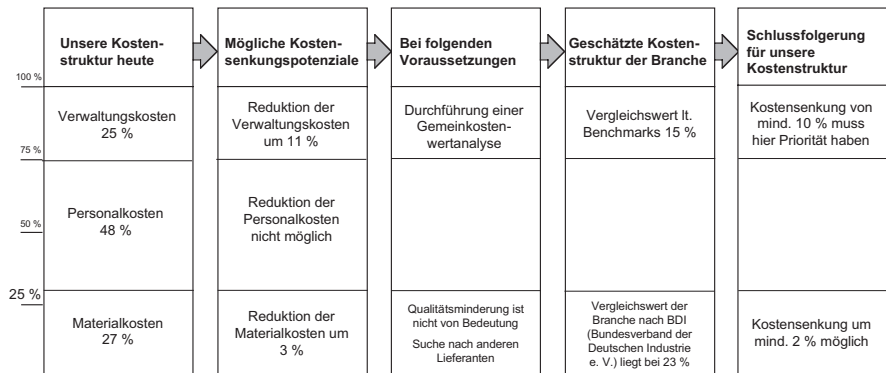 Unsere Kosten-
struktur heute
Mögliche Kosten-
senkungspotenziale
Bei folgenden
Voraussetzungen
Geschätzte Kosten-
struktur der Branche
Schlussfolgerung
für unsere
Kostenstruktur
100 %
Verwaltungskosten
25 %
Reduktion der
Verwaltungskosten
um 11 %
Durchführung einer
Gemeinkosten-
wertanalyse
Vergleichswert lt.
Benchmarks 15 %
Kostensenkung von
mind. 10 % muss
hier Priorität haben
75 %
Personalkosten
48 %
Reduktion der
Personalkosten
nicht möglich
50 %
25 %
Materialkosten
27 %
Reduktion der
Materialkosten um
3 %
Qualitätsminderung ist
nicht von Bedeutung
Suche nach anderen
Lieferanten
Vergleichswert der
Branche nach BDI
(Bundesverband der
Deutschen Industrie
e. V.) liegt bei 23 %
Kostensenkung um
mind. 2 % möglich